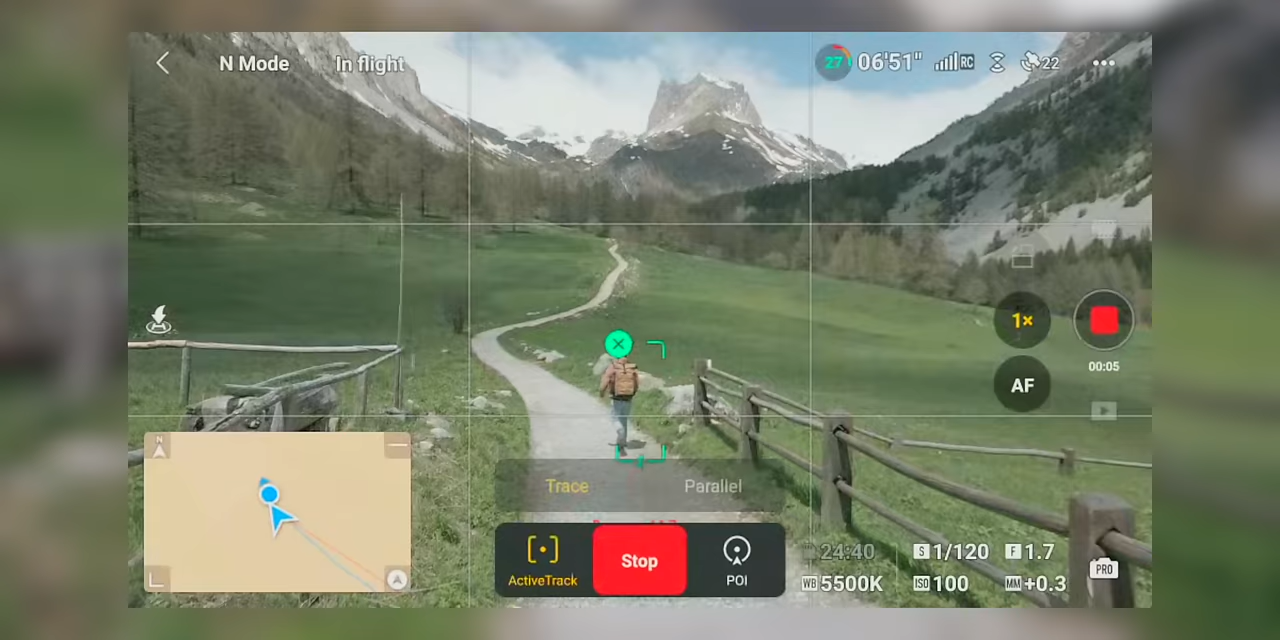 N Mode In flight 27 06'51" RC 22
1×
00:05
AF
N
Trace Parallel
ActiveTrack Stop POI
24:40 S 1/120 F 1.7
WB 5500K ISO 100 MM +0.3
PRO